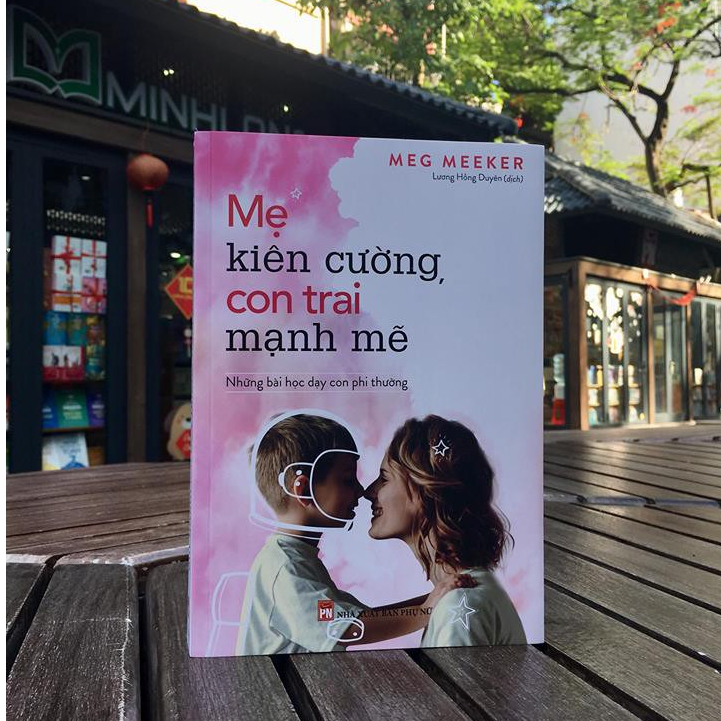 MEG MEEKER
Lương Hồng Duyên (dịch)
Mẹ
kiên cường,
con trai
mạnh mẽ
Những bài học dạy con phi thường
PN NHÀ XUẤT BẢN PHỤ NỮ